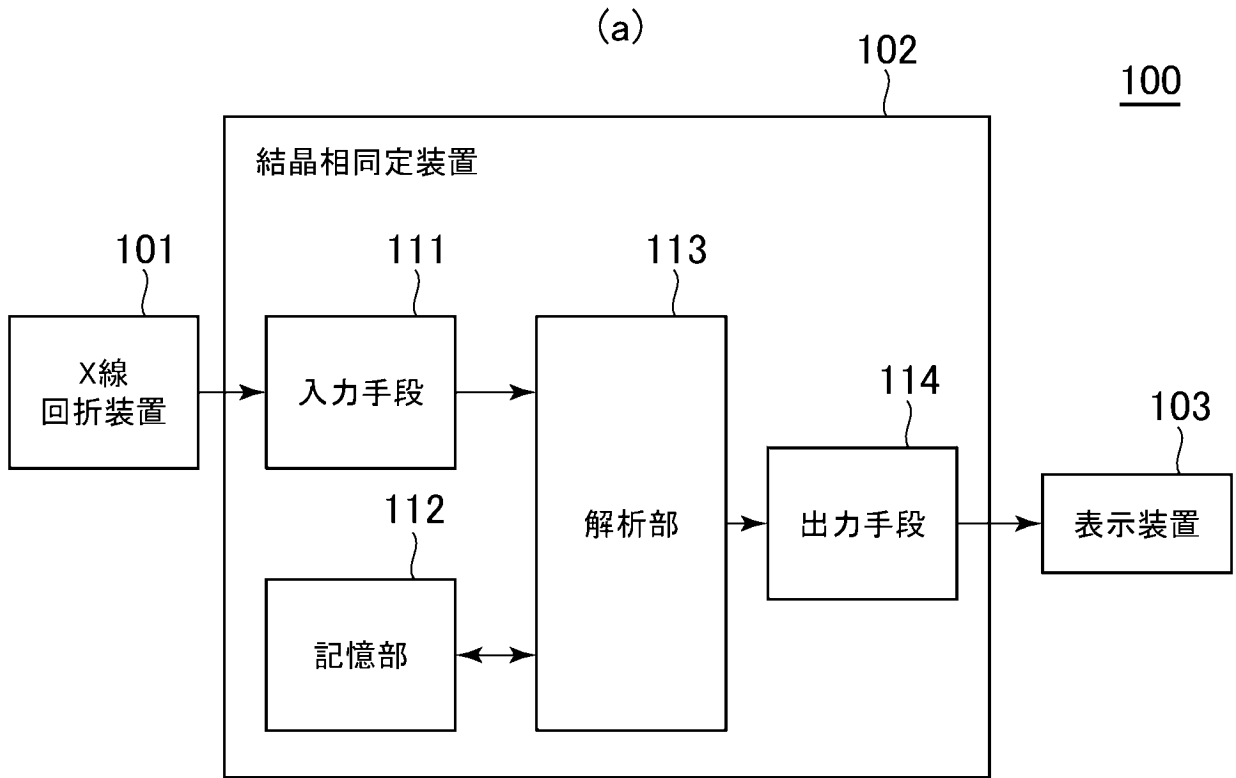 (a)
102
100
結晶相同定装置
101
111
113
X線
回折装置
入力手段
114
103
112
解析部
出力手段
表示装置
記憶部